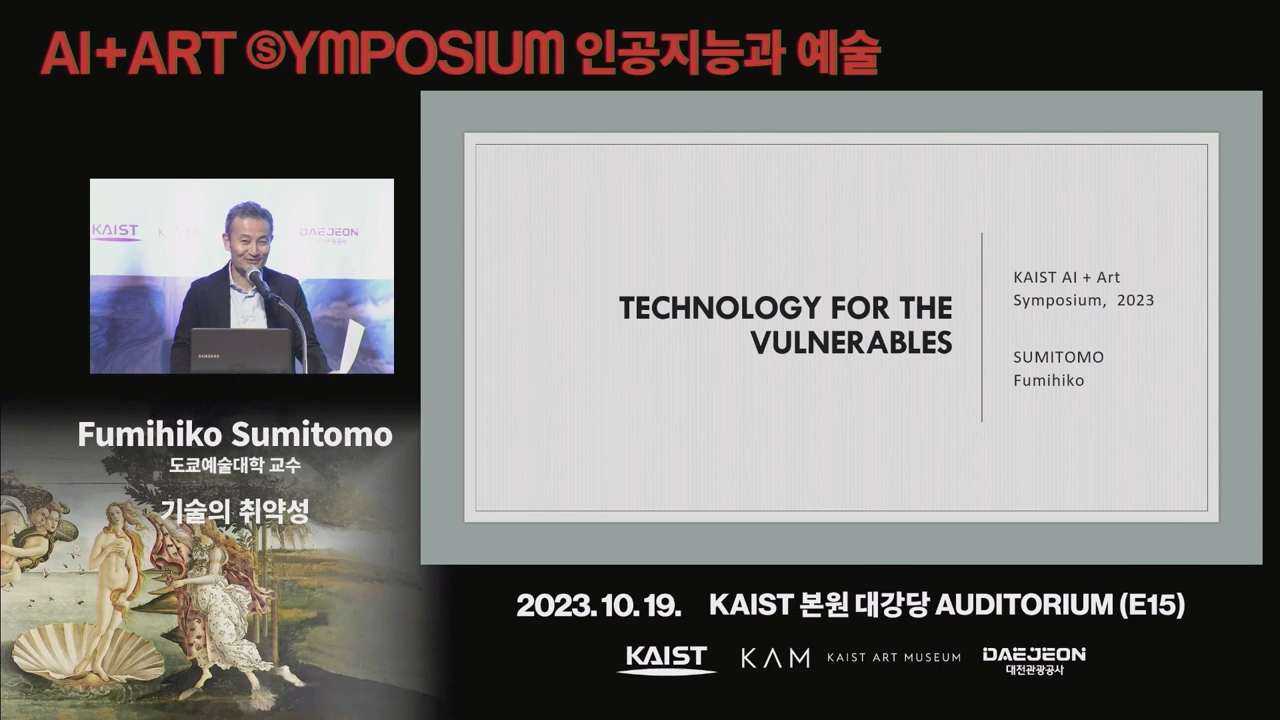 AI+ART ⓢYMPOSIUM 인공지능과 예술
KAIST
KAM
DAEJEON
SAMSUNG
Fumihiko Sumitomo
도쿄예술대학 교수
기술의 취약성
TECHNOLOGY FOR THE
VULNERABLES
KAIST AI + Art
Symposium, 2023
SUMITOMO
Fumihiko
2023. 10. 19. KAIST 본원 대강당 AUDITORIUM (E15)
KAIST
KAM KAIST ART MUSEUM
DAEJEON
대전관광공사